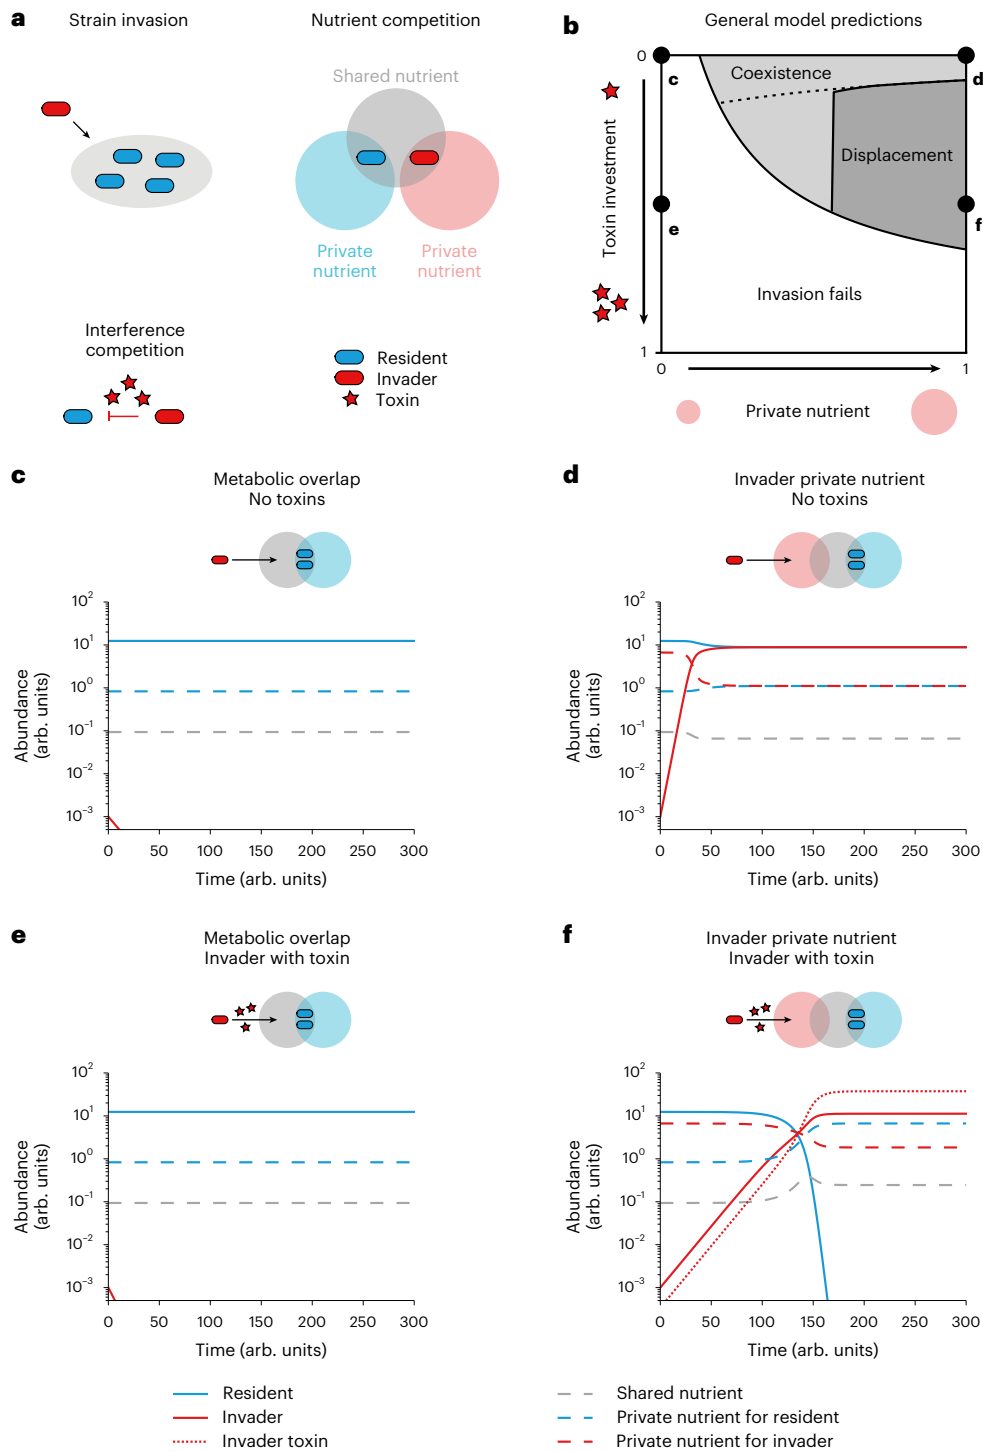 a
Strain invasion
Nutrient competition
Shared nutrient
Private
nutrient
Private
nutrient
Interference
competition
Resident
Invader
Toxin
b
General model predictions
0
Coexistence
c
d
Displacement
Toxin investment
e
f
Invasion fails
1
0
1
Private nutrient
c
Metabolic overlap
No toxins
10²
10¹
10⁰
10⁻¹
10⁻²
10⁻³
Abundance
(arb. units)
0 50 100 150 200 250 300
Time (arb. units)
d
Invader private nutrient
No toxins
10²
10¹
10⁰
10⁻¹
10⁻²
10⁻³
Abundance
(arb. units)
0 50 100 150 200 250 300
Time (arb. units)
e
Metabolic overlap
Invader with toxin
10²
10¹
10⁰
10⁻¹
10⁻²
10⁻³
Abundance
(arb. units)
0 50 100 150 200 250 300
Time (arb. units)
f
Invader private nutrient
Invader with toxin
10²
10¹
10⁰
10⁻¹
10⁻²
10⁻³
Abundance
(arb. units)
0 50 100 150 200 250 300
Time (arb. units)
Resident
Invader
Invader toxin
Shared nutrient
Private nutrient for resident
Private nutrient for invader